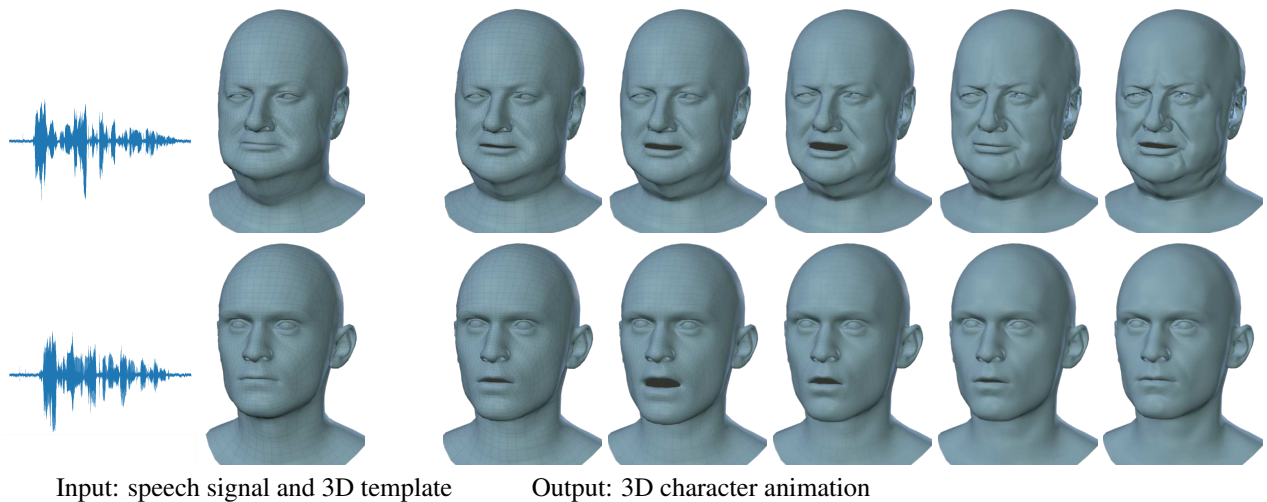 Input: speech signal and 3D template
Output: 3D character animation